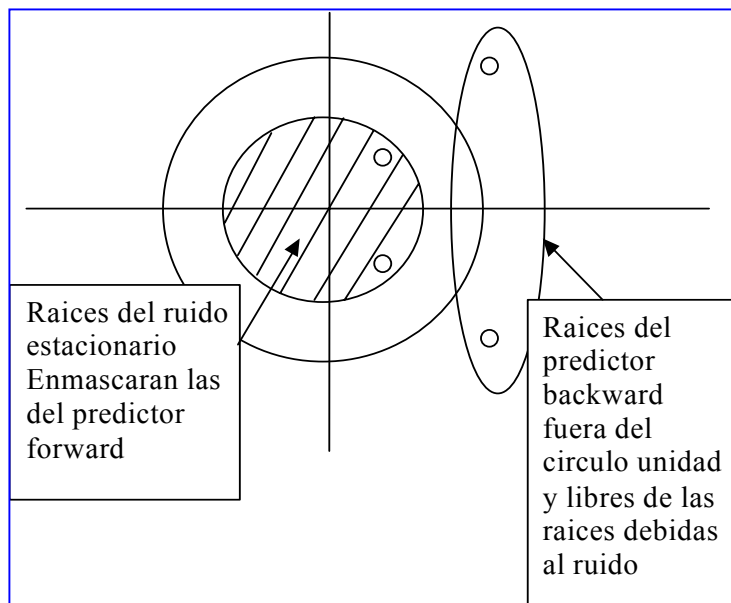 Raices del ruido
estacionario
Enmascaran las
del predictor
forward
Raices del
predictor
backward
fuera del
circulo unidad
y libres de las
raices debidas
al ruido